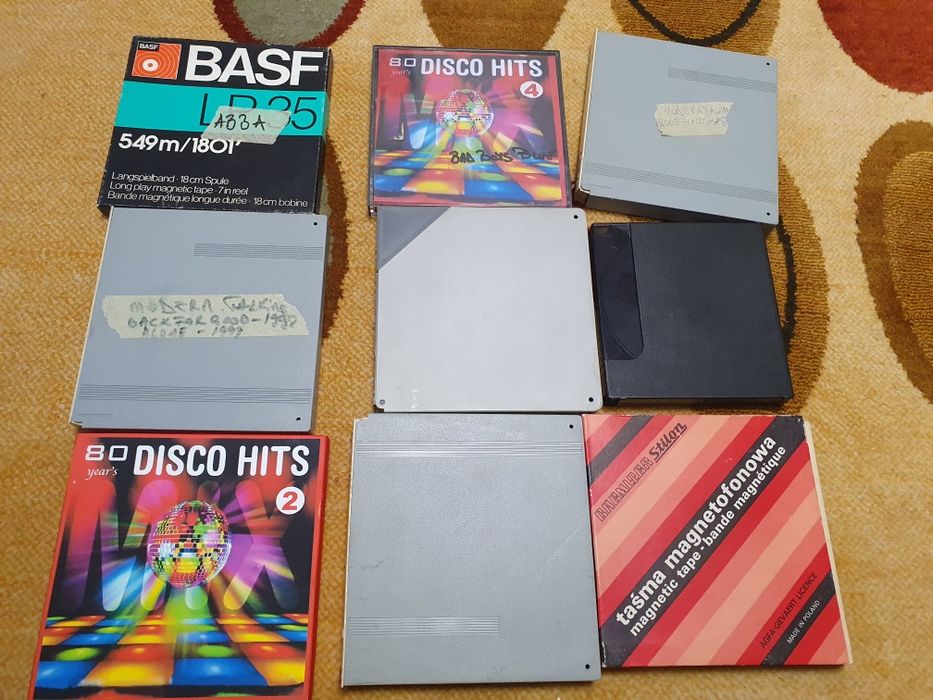 BASF
BASF
LP 35
ABBA
549m/1801'
Langspielband · 18 cm Spule
Long play magnetic tape · 7 in reel
Bande magnétique longue durée · 18 cm bobine
80
year's
DISCO HITS
4
BAD BOYS BLUE
MODERN TALKING
BACK FOR GOOD - 199
ALONE - 1999
80
year's
DISCO HITS
2
MIX
Stilon
taśma magnetofonowa
magnetic tape - bande magnétique
AGFA-GEVAERT LICENCE
MADE IN POLAND